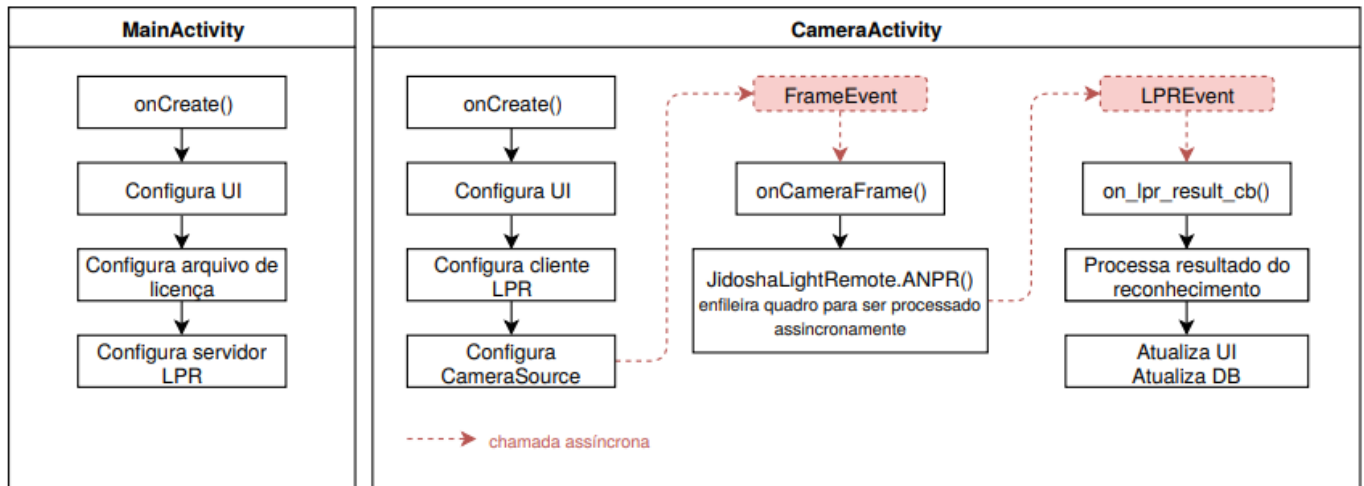 MainActivity
onCreate()
Configura UI
Configura arquivo de
licença
Configura servidor
LPR
CameraActivity
onCreate()
Configura UI
Configura cliente
LPR
Configura
CameraSource
FrameEvent
onCameraFrame()
JidoshaLightRemote.ANPR()
enfileira quadro para ser processado
assincronamente
LPREvent
on_lpr_result_cb()
Processa resultado do
reconhecimento
Atualiza UI
Atualiza DB
chamada assíncrona